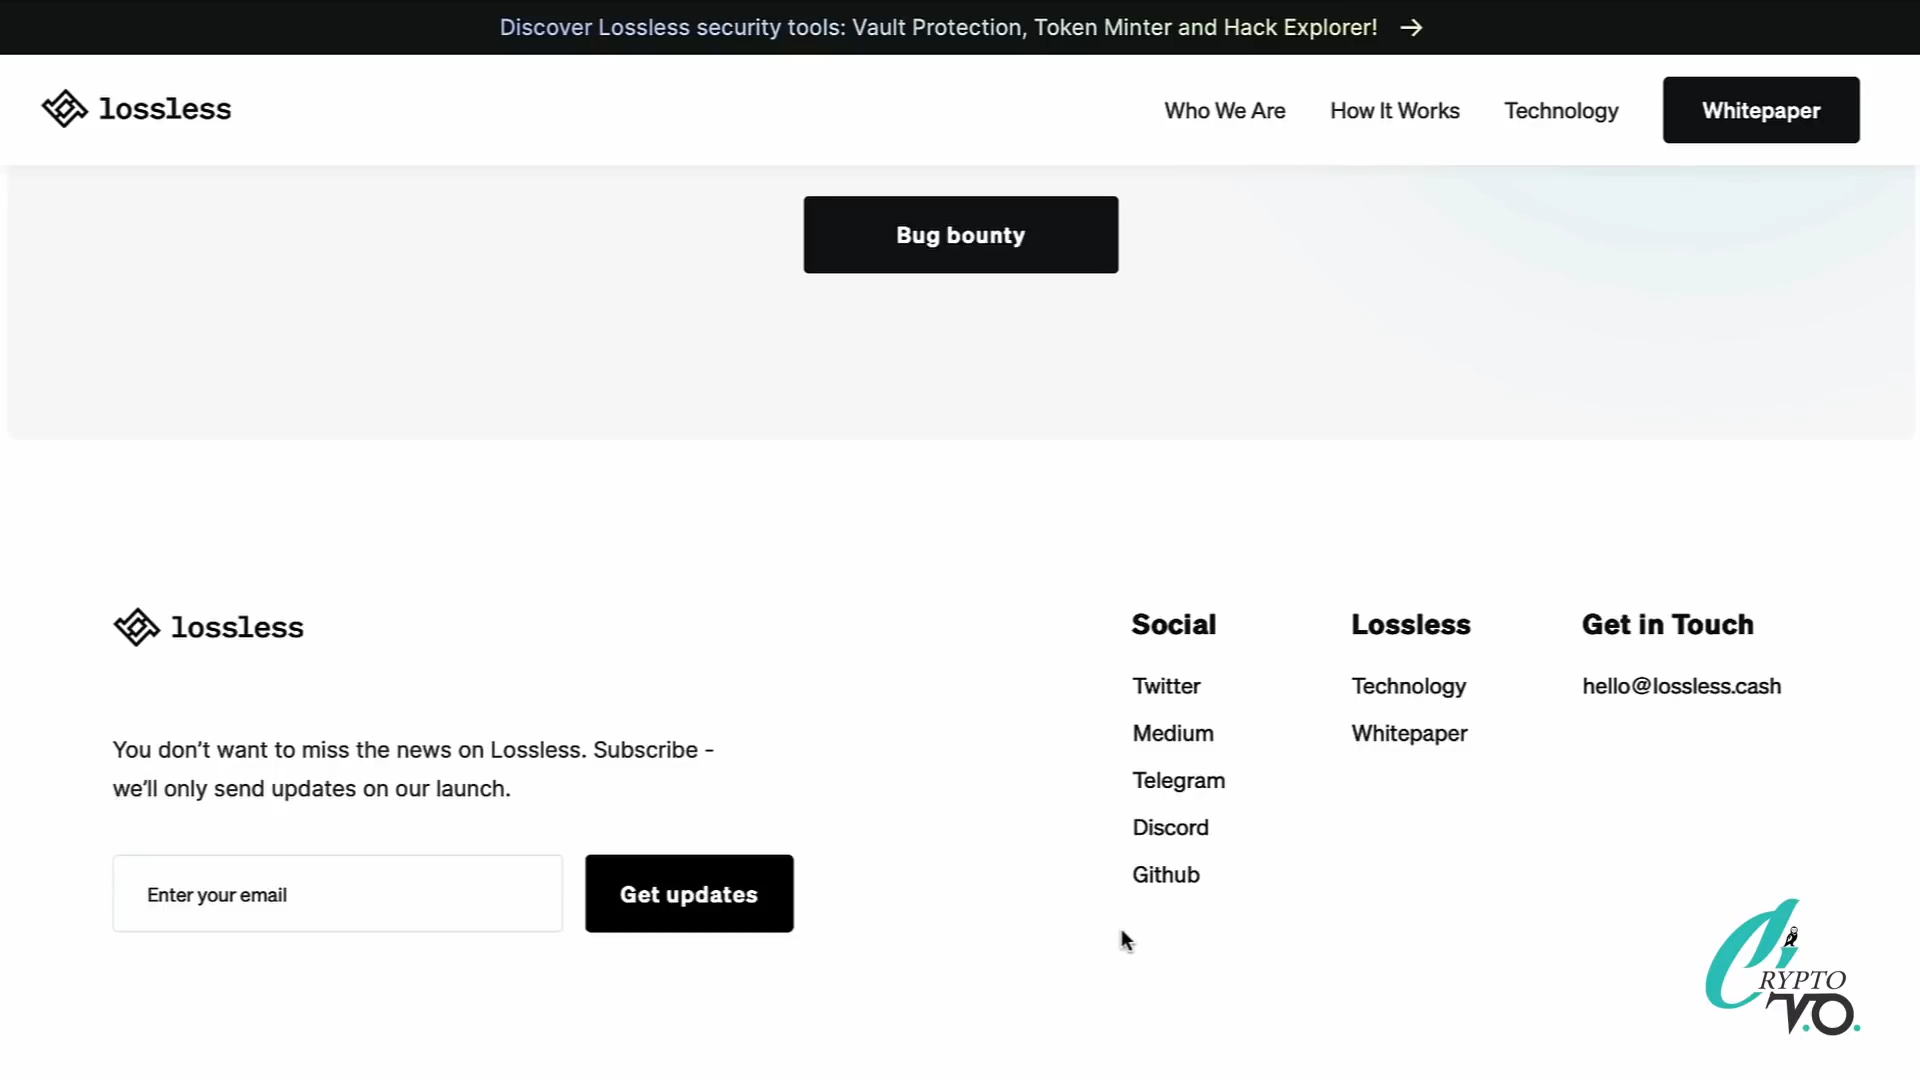 Discover Lossless security tools: Vault Protection, Token Minter and Hack Explorer! →
lossless
Who We Are
How It Works
Technology
Whitepaper
Bug bounty
lossless
You don’t want to miss the news on Lossless. Subscribe -
we’ll only send updates on our launch.
Enter your email
Get updates
Social
Twitter
Medium
Telegram
Discord
Github
Lossless
Technology
Whitepaper
Get in Touch
hello@lossless.cash
CRYPTO
V.O.